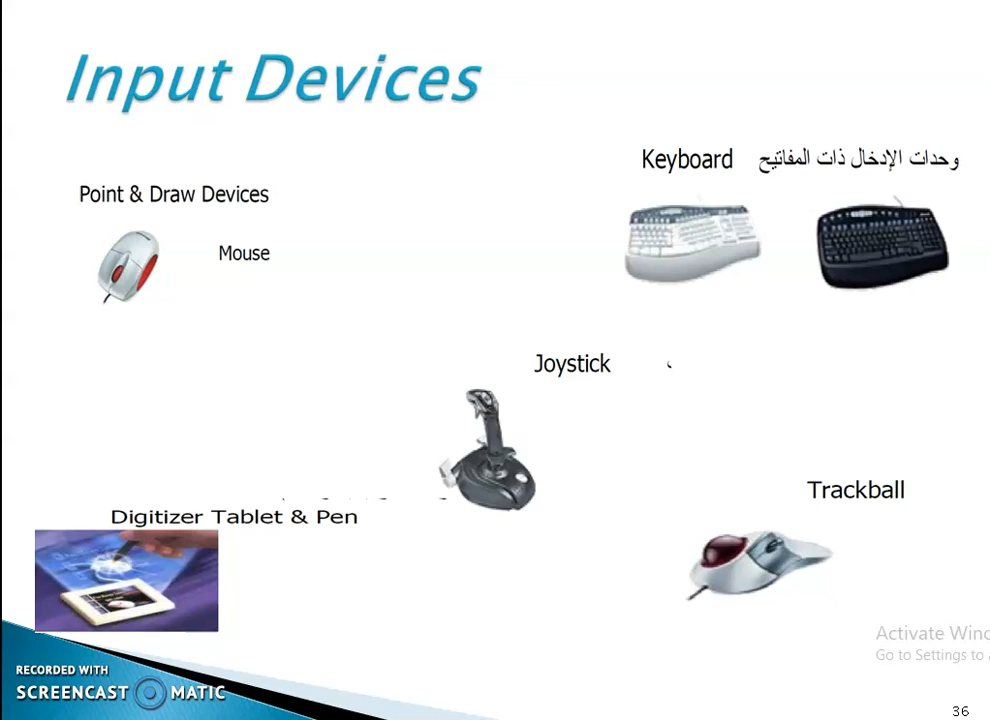 Input Devices
Keyboard وحدات الإدخال ذات المفاتيح
Point & Draw Devices
Mouse
Joystick
Trackball
Digitizer Tablet & Pen
Activate Winc
Go to Settings to
RECORDED WITH
SCREENCAST MATIC
36